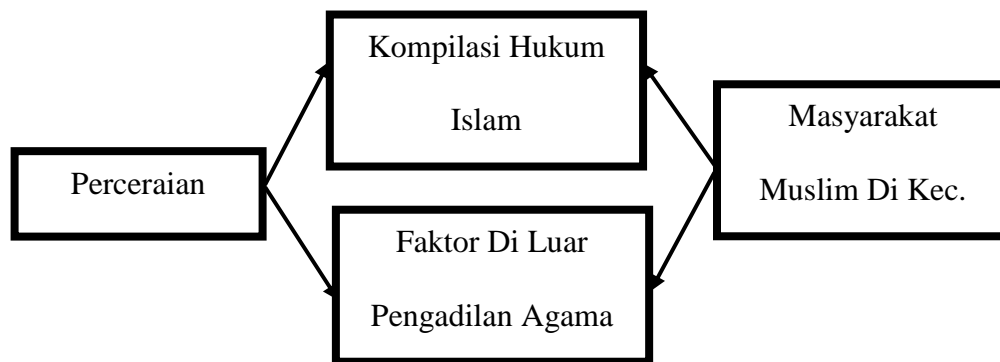 Kompilasi Hukum
Islam
Masyarakat
Muslim Di Kec.
Perceraian
Faktor Di Luar
Pengadilan Agama